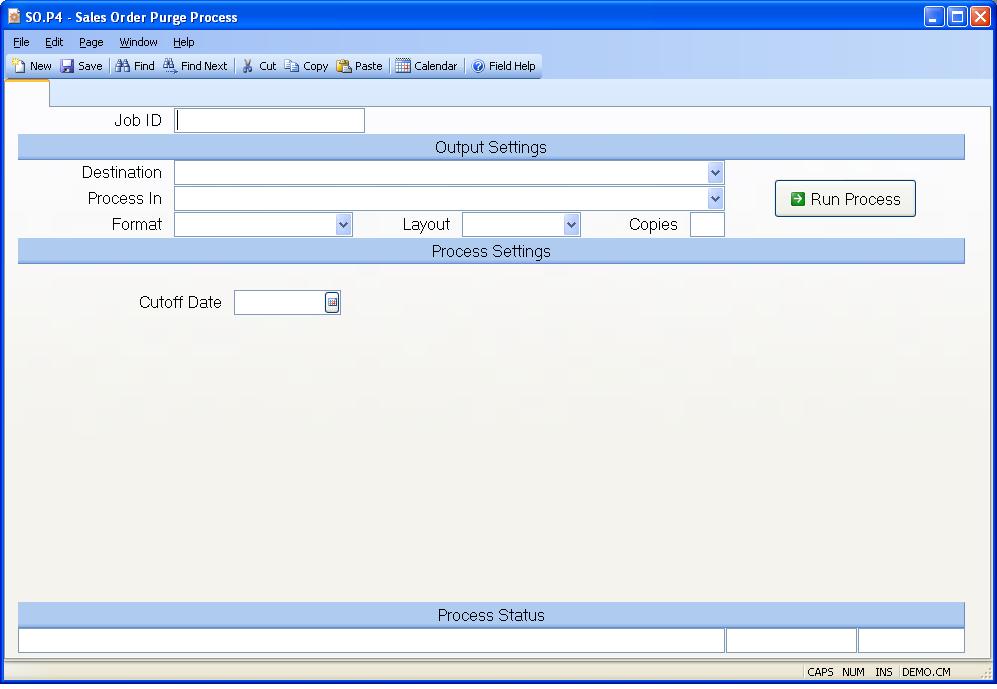 SO.P4 - Sales Order Purge Process
File Edit Page Window Help
New Save Find Find Next Cut Copy Paste Calendar Field Help
Job ID
Output Settings
Destination
Process In
Run Process
Format Layout Copies
Process Settings
Cutoff Date
Process Status
CAPS NUM INS DEMO.CM